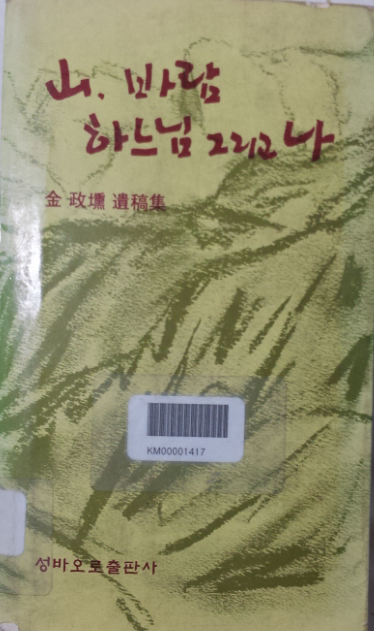 山, 바람
하느님 그리고 나
金 政壎 遺稿集
KM00001417
성바오로출판사